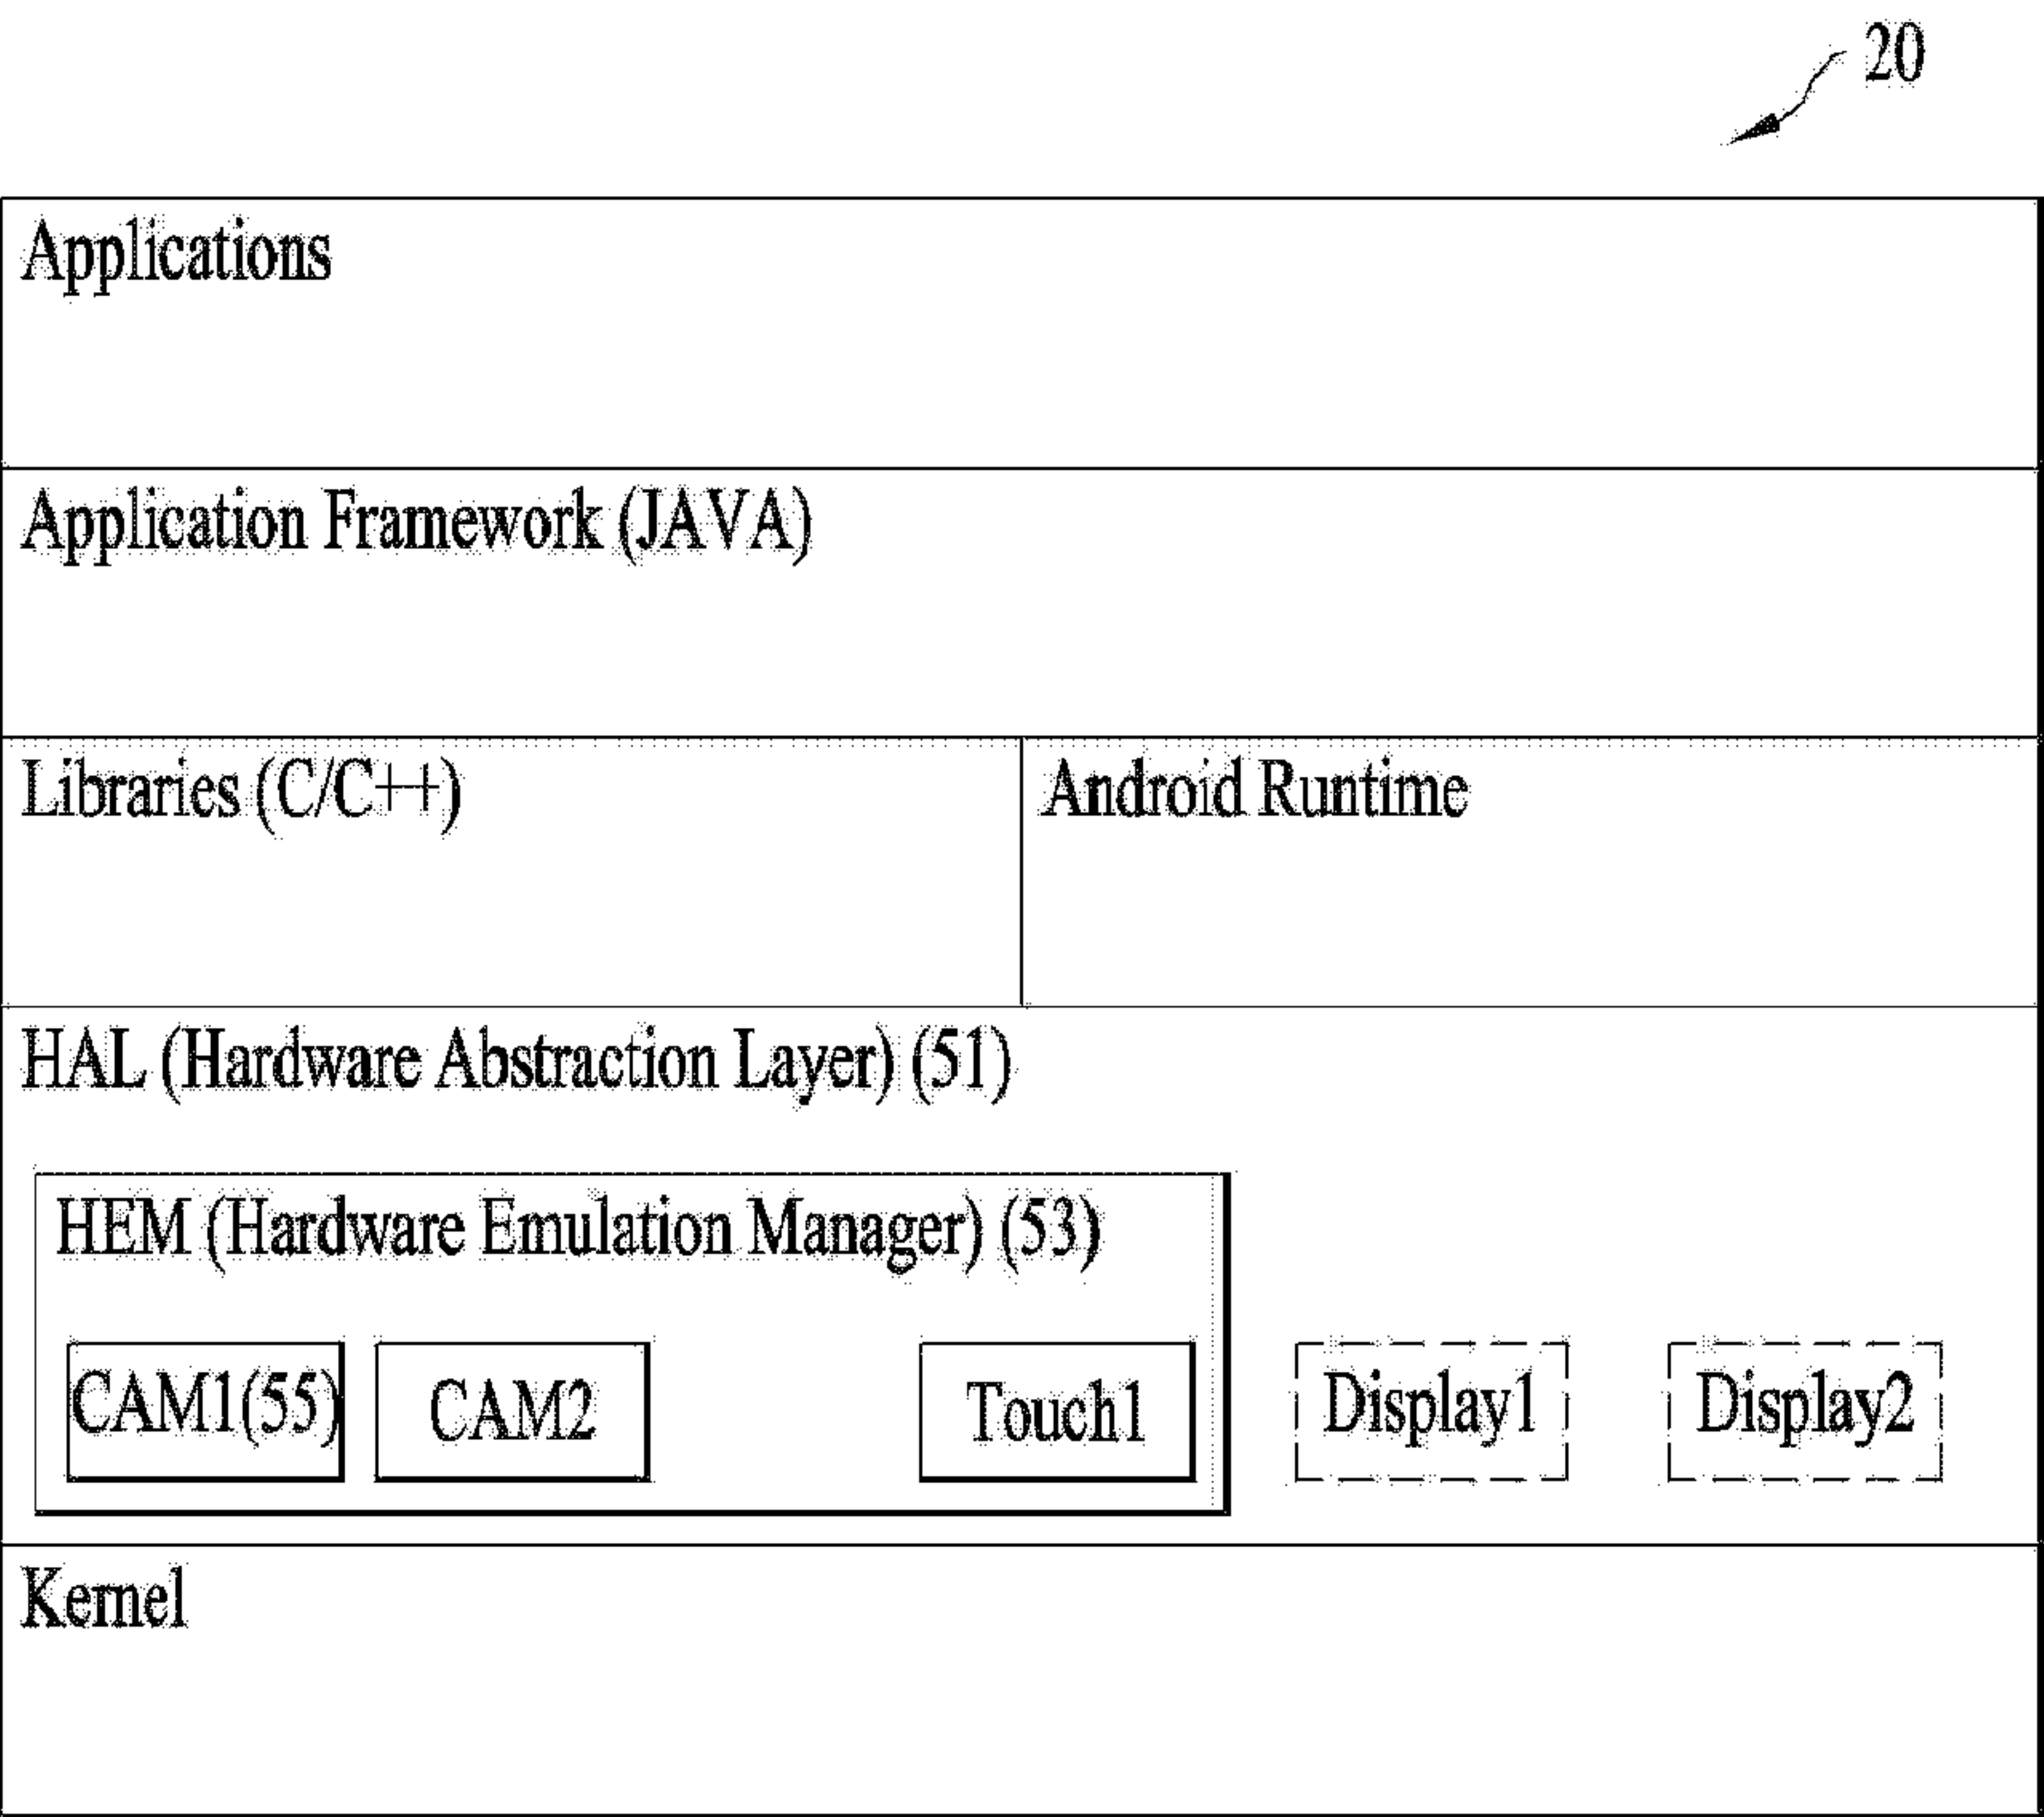 20
Applications
Application Framework (JAVA)
Libraries (C/C++)
Android Runtime
HAL (Hardware Abstraction Layer) (51)
HEM (Hardware Emulation Manager) (53)
CAM1(55)
CAM2
Touch1
Display1
Display2
Kernel